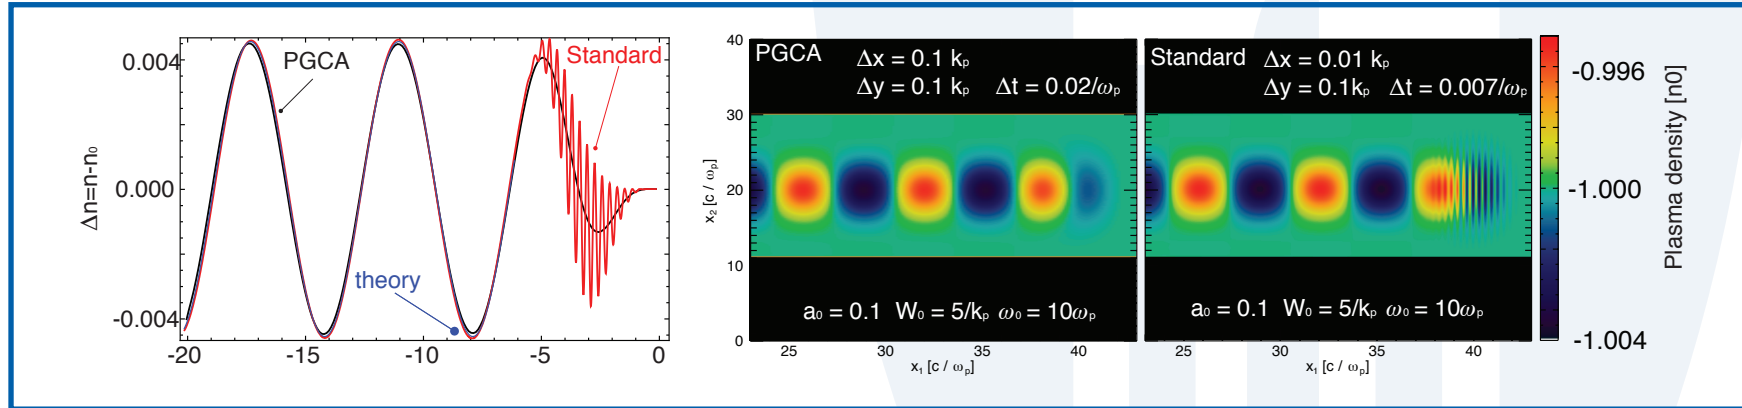 0.004
0.000
-0.004
Δn=n-n₀
PGCA
Standard
theory
-20
-15
-10
-5
0
PGCA
Δx = 0.1 kₚ
Δy = 0.1 kₚ Δt = 0.02/ωₚ
a₀ = 0.1 W₀ = 5/kₚ ω₀ = 10ωₚ
40
30
20
10
0
x₂ [c / ωₚ]
25
30
35
40
x₁ [c / ωₚ]
Standard
Δx = 0.01 kₚ
Δy = 0.1kₚ Δt = 0.007/ωₚ
a₀ = 0.1 W₀ = 5/kₚ ω₀ = 10ωₚ
25
30
35
40
x₁ [c / ωₚ]
-0.996
-1.000
-1.004
Plasma density [n0]